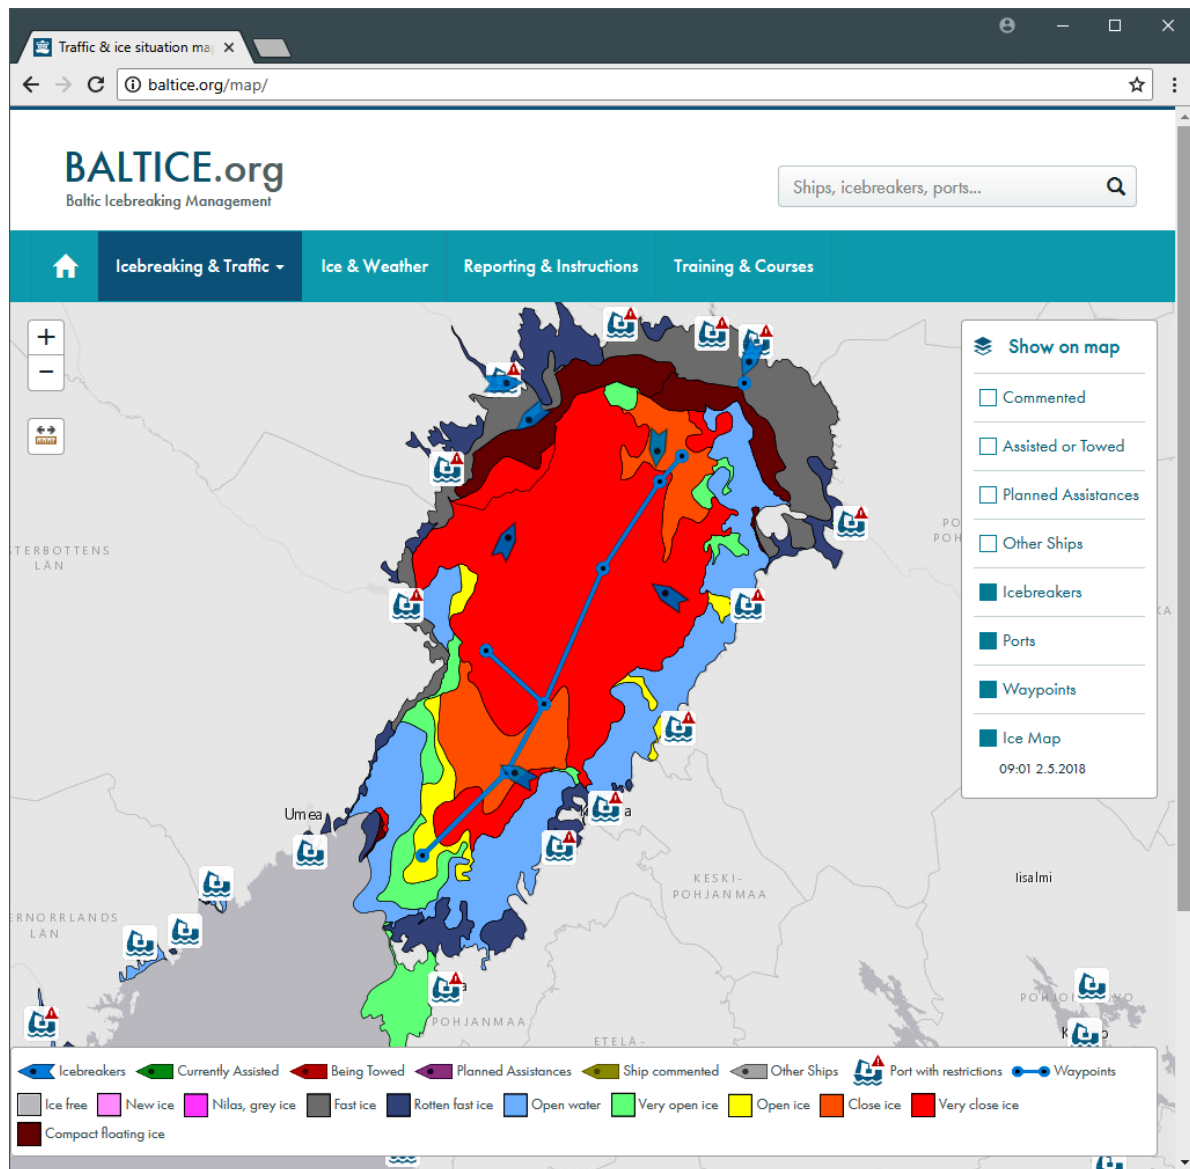 Traffic & ice situation ma
baltice.org/map/
BALTICE.org
Baltic Icebreaking Management
Ships, icebreakers, ports...
Icebreaking & Traffic
Ice & Weather
Reporting & Instructions
Training & Courses
Show on map
Commented
Assisted or Towed
Planned Assistances
Other Ships
Icebreakers
Ports
Waypoints
Ice Map
09:01 2.5.2018
STERBOTTENS
LÄN
Umea
KESKI-
POHJANMAA
Iisalmi
ERNORRLANDS
LÄN
POHJANMAA
ETELÄ-
Icebreakers
Currently Assisted
Being Towed
Planned Assistances
Ship commented
Other Ships
Port with restrictions
Waypoints
Ice free
New ice
Nilas, grey ice
Fast ice
Rotten fast ice
Open water
Very open ice
Open ice
Close ice
Very close ice
Compact floating ice